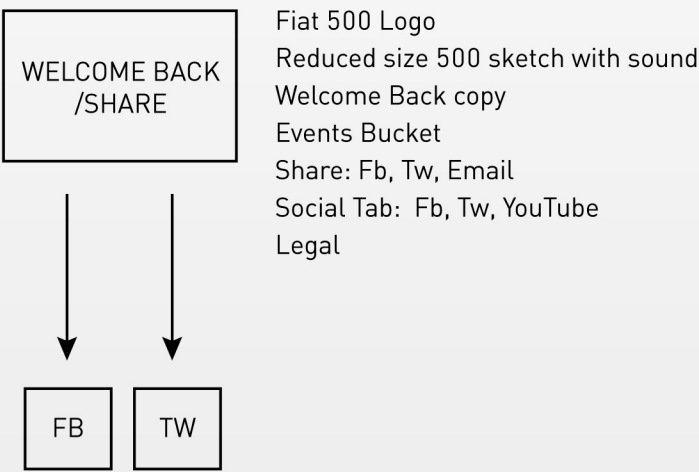 WELCOME BACK
/SHARE
Fiat 500 Logo
Reduced size 500 sketch with sound
Welcome Back copy
Events Bucket
Share: Fb, Tw, Email
Social Tab:  Fb, Tw, YouTube
Legal
FB
TW